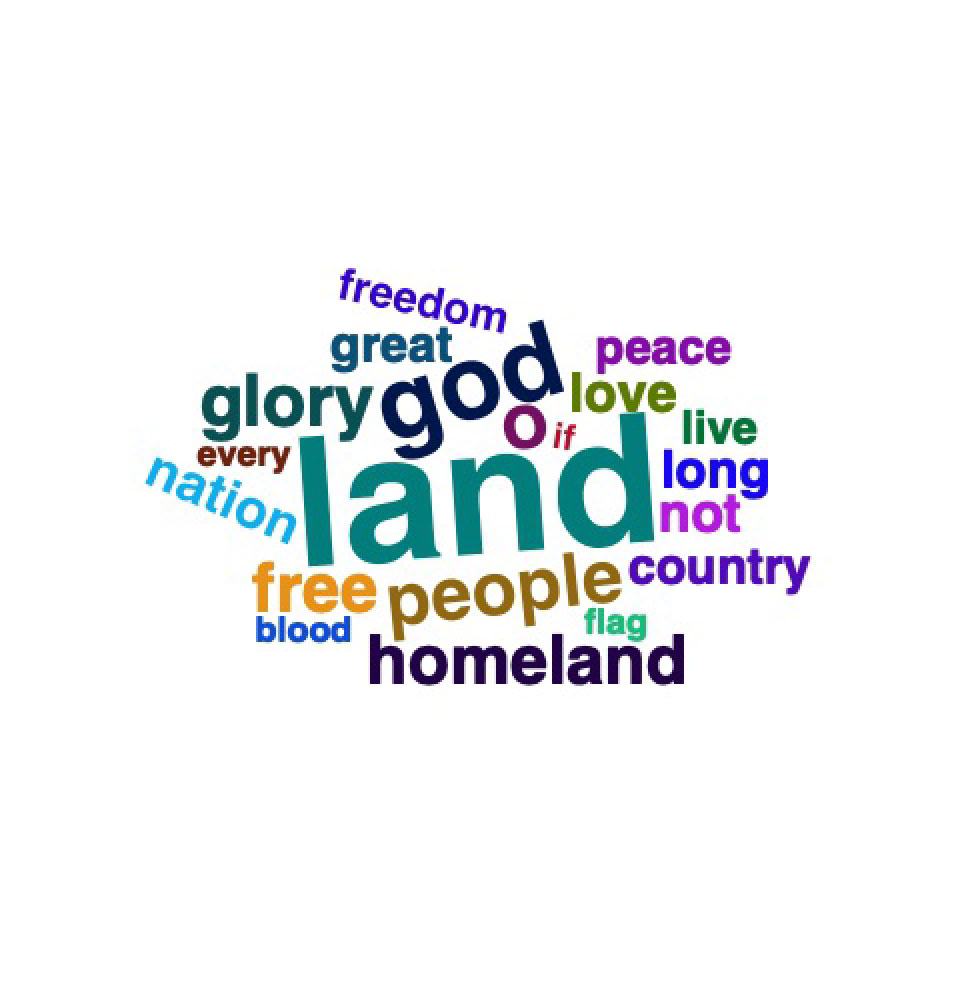 freedom
great
god
peace
glory
love
o
if
live
every
land
long
nation
not
free
people
country
blood
flag
homeland